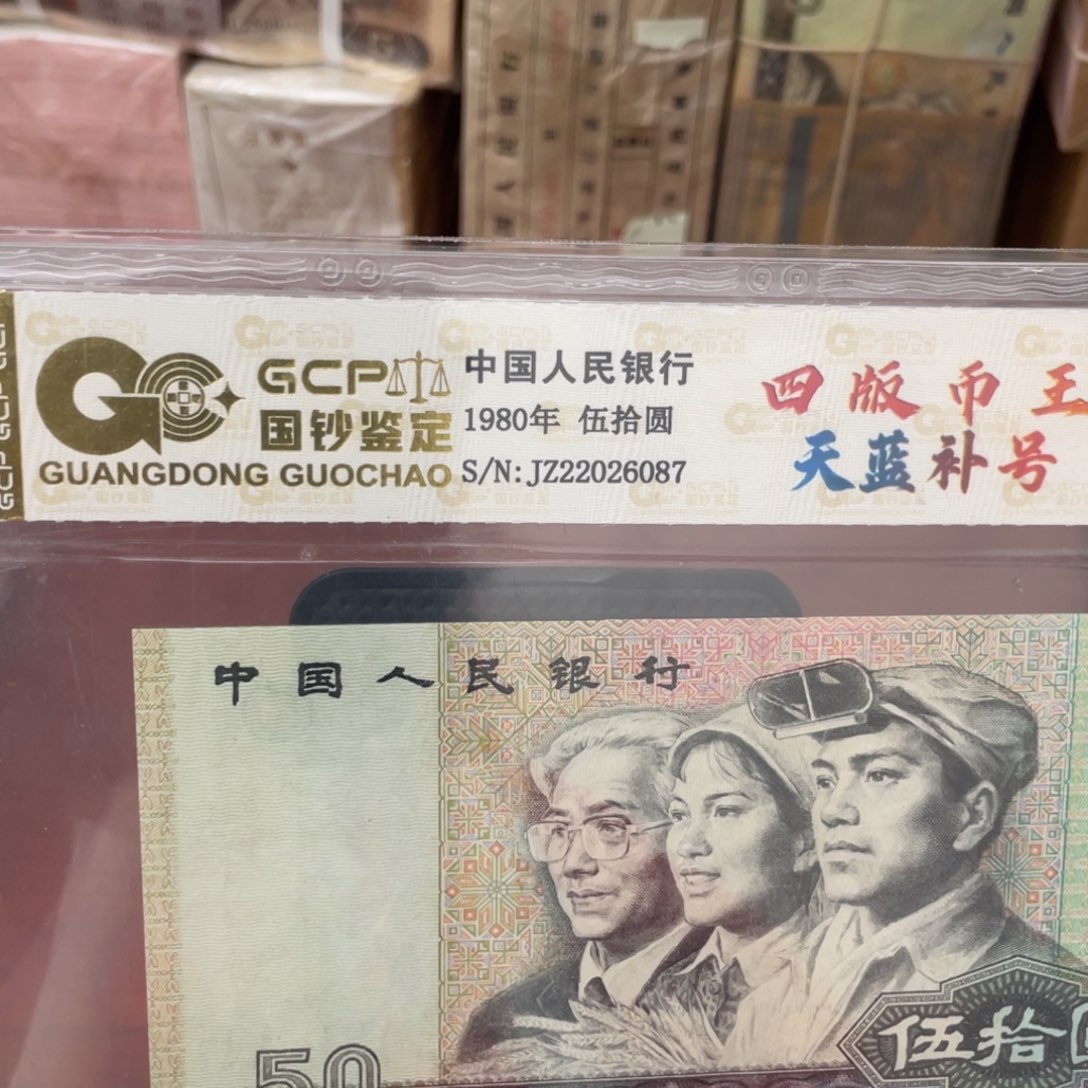 GCP
国钞鉴定
GUANGDONG GUOCHAO
中国人民银行
1980年 伍拾圆
S/N: JZ22026087
四版币王
天蓝补号
中国人民银行
50
伍拾